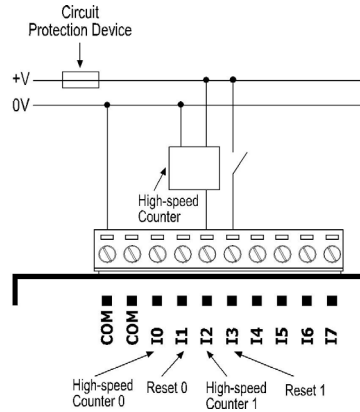 Circuit
Protection Device
+V
0V
High-speed
Counter
COM
COM
I0
I1
I2
I3
I4
I5
I6
I7
High-speed
Counter 0
Reset 0
High-speed
Counter 1
Reset 1